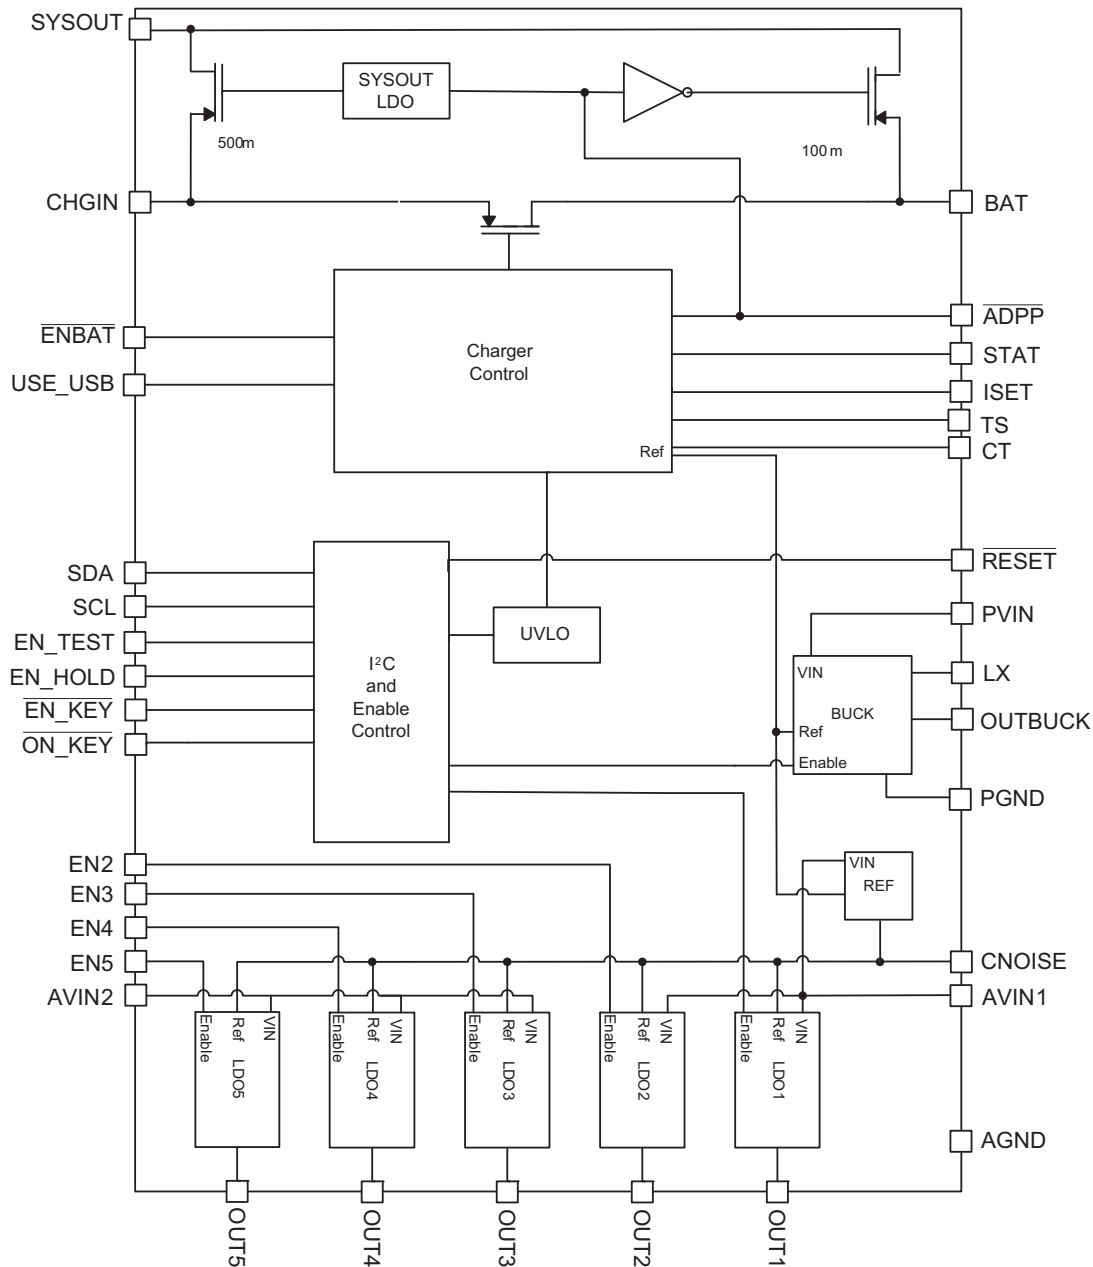 SYSOUT
SYSOUT
LDO
500m
100 m
CHGIN
BAT
ENBAT
USE_USB
Charger
Control
Ref
ADPP
STAT
ISET
TS
CT
SDA
SCL
EN_TEST
EN_HOLD
EN_KEY
ON_KEY
I²C
and
Enable
Control
UVLO
RESET
PVIN
LX
OUTBUCK
PGND
VIN
BUCK
Ref
Enable
VIN
REF
EN2
EN3
EN4
EN5
AVIN2
CNOISE
AVIN1
AGND
Enable
Ref
VIN
LDO5
Enable
Ref
VIN
LDO4
Enable
Ref
VIN
LDO3
Enable
Ref
VIN
LDO2
Enable
Ref
VIN
LDO1
OUT5
OUT4
OUT3
OUT2
OUT1